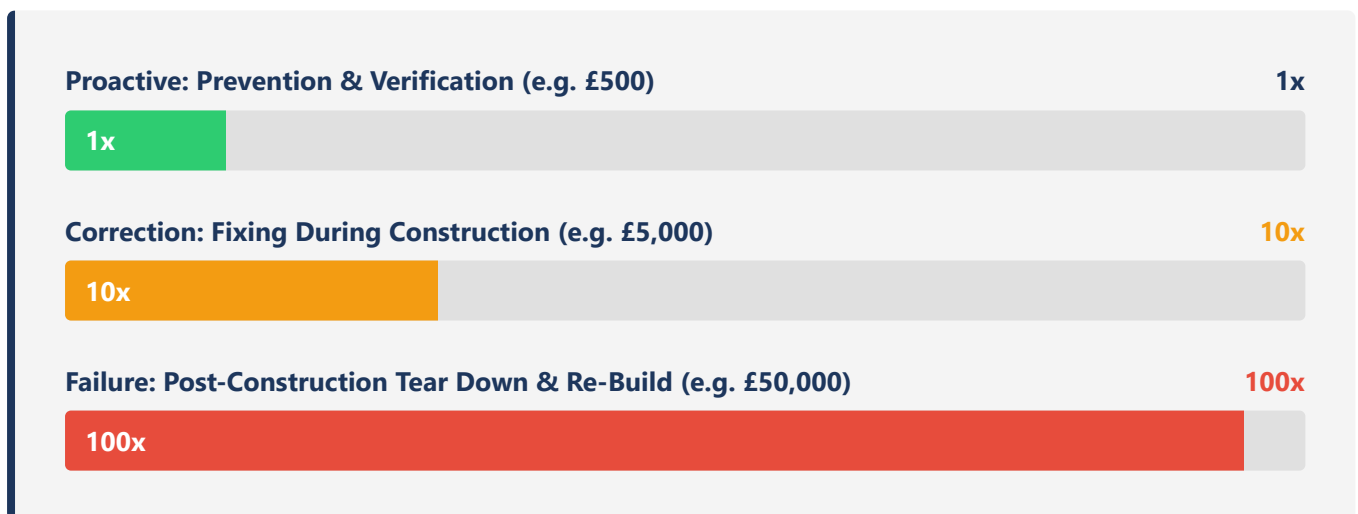 Proactive: Prevention & Verification (e.g. £500) 1x
1x
Correction: Fixing During Construction (e.g. £5,000) 10x
10x
Failure: Post-Construction Tear Down & Re-Build (e.g. £50,000) 100x
100x